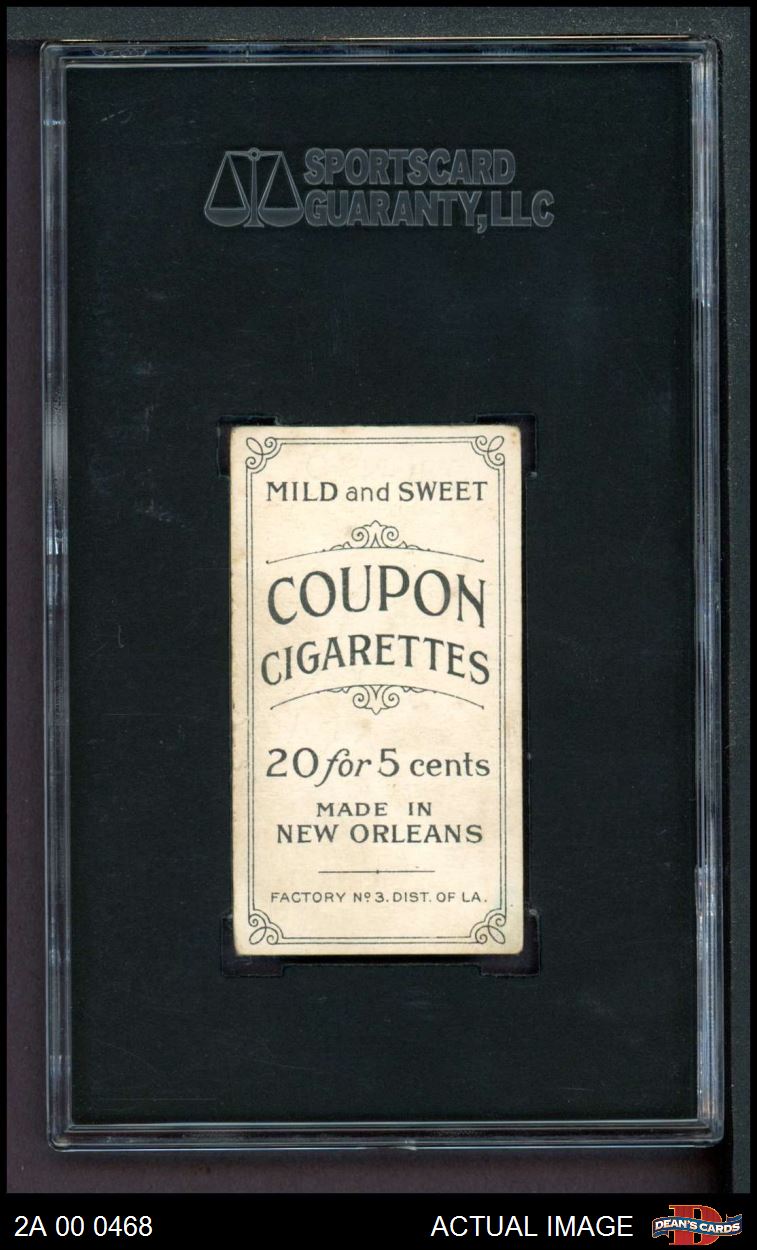 SPORTSCARD
GUARANTY, LLC
MILD and SWEET
COUPON
CIGARETTES
20 for 5 cents
MADE IN
NEW ORLEANS
FACTORY Nº 3. DIST. OF LA.
2A 00 0468
ACTUAL IMAGE
DEAN'S CARDS